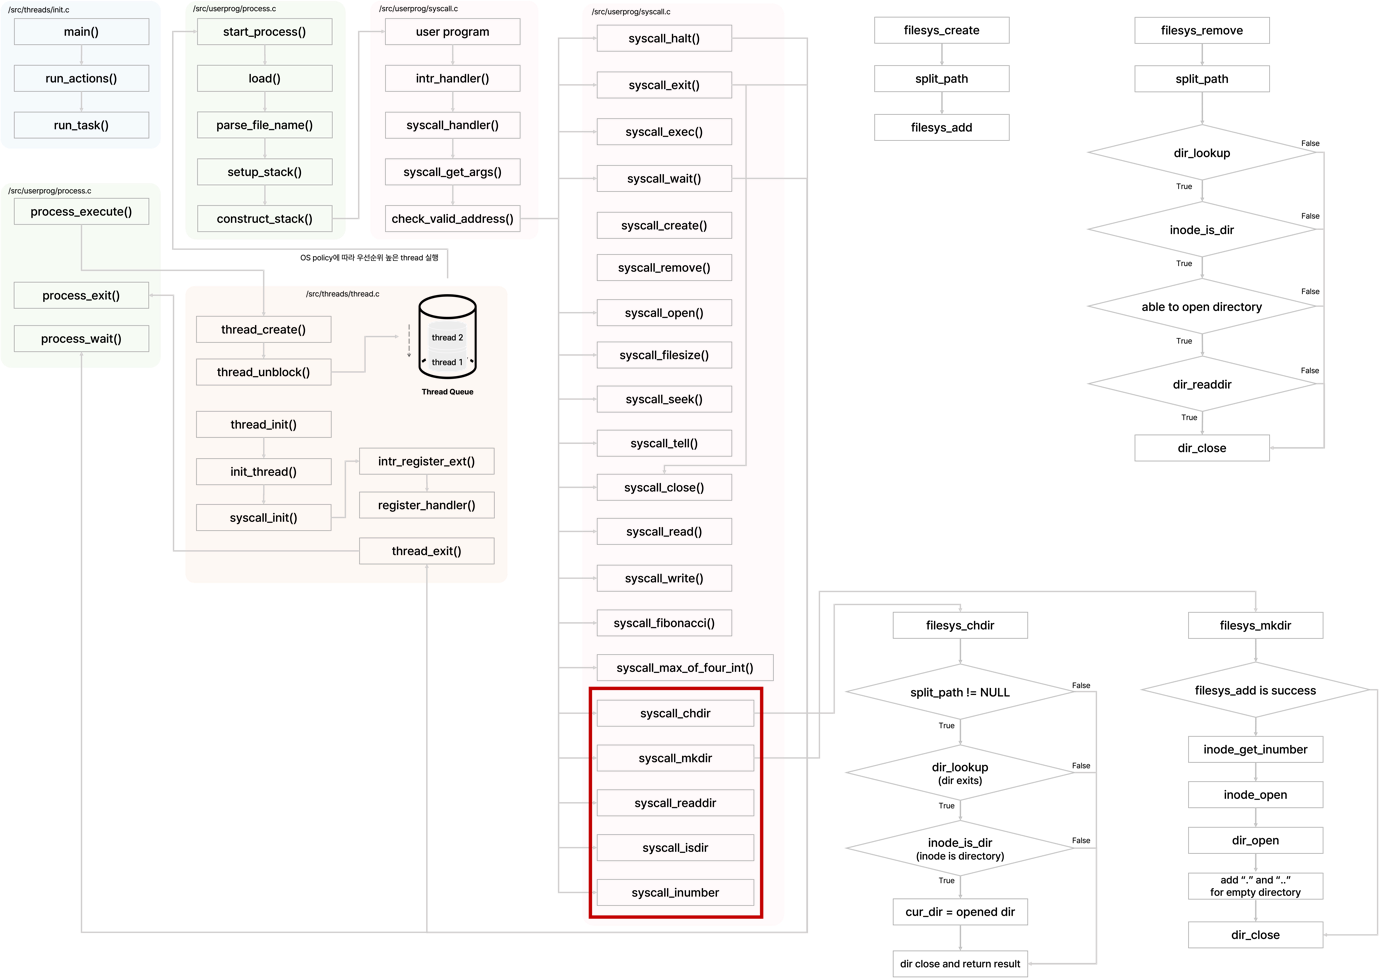 /src/threads/init.c
main()
run_actions()
run_task()
/src/userprog/process.c
start_process()
load()
parse_file_name()
setup_stack()
construct_stack()
/src/userprog/syscall.c
user program
intr_handler()
syscall_handler()
syscall_get_args()
check_valid_address()
/src/userprog/process.c
process_execute()
process_exit()
process_wait()
OS policy에 따라 우선순위 높은 thread 실행
/src/threads/thread.c
thread_create()
thread_unblock()
thread 2
thread 1
Thread Queue
thread_init()
init_thread()
syscall_init()
intr_register_ext()
register_handler()
thread_exit()
/src/userprog/syscall.c
syscall_halt()
syscall_exit()
syscall_exec()
syscall_wait()
syscall_create()
syscall_remove()
syscall_open()
syscall_filesize()
syscall_seek()
syscall_tell()
syscall_close()
syscall_read()
syscall_write()
syscall_fibonacci()
syscall_max_of_four_int()
syscall_chdir
syscall_mkdir
syscall_readdir
syscall_isdir
syscall_inumber
filesys_create
split_path
filesys_add
filesys_remove
split_path
dir_lookup
False
True
inode_is_dir
False
True
able to open directory
False
True
dir_readdir
False
True
dir_close
filesys_chdir
split_path != NULL
False
True
dir_lookup
(dir exits)
False
True
inode_is_dir
(inode is directory)
False
True
cur_dir = opened dir
dir close and return result
filesys_mkdir
filesys_add is success
False
inode_get_inumber
inode_open
dir_open
add “.” and “..”
for empty directory
dir_close